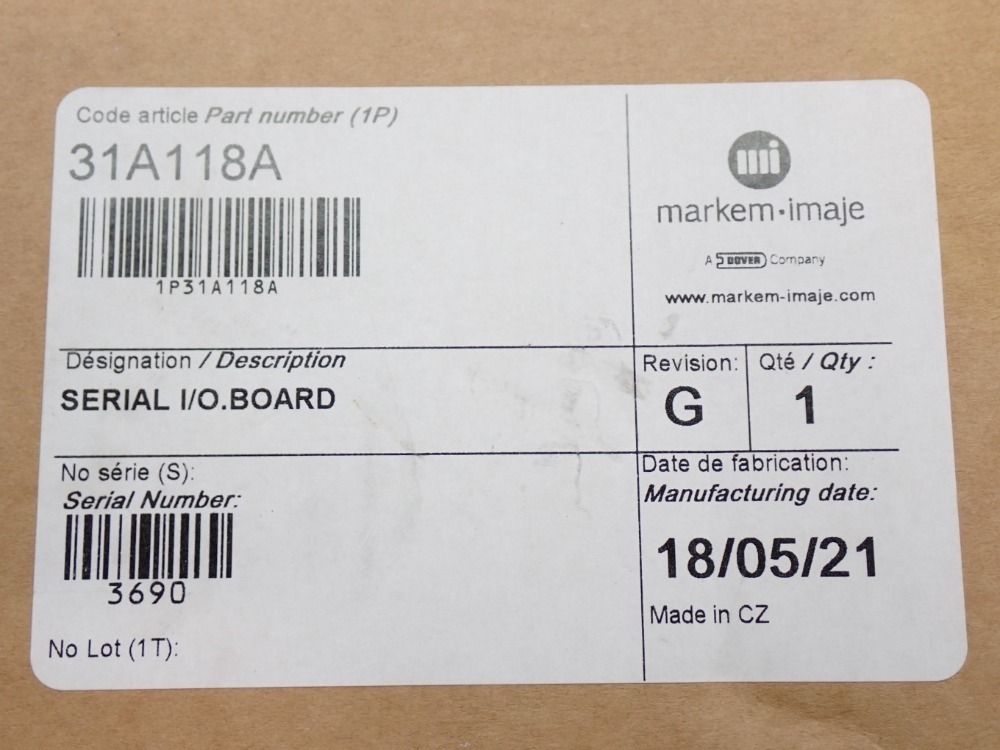 Code article Part number (1P)
31A118A
1P31A118A
mi
markem·imaje
A DOVER Company
www.markem-imaje.com
Désignation / Description
SERIAL I/O.BOARD
Revision:
G
Qté / Qty :
1
No série (S):
Serial Number:
3690
No Lot (1T):
Date de fabrication:
Manufacturing date:
18/05/21
Made in CZ